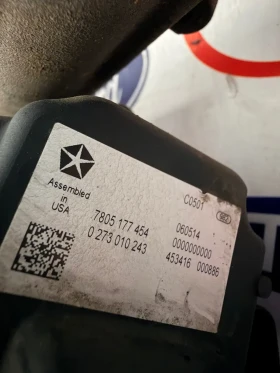 Assembled
in
USA
7805 177 454
0 273 010 243
C0501
060514
0000000000
453416 000886